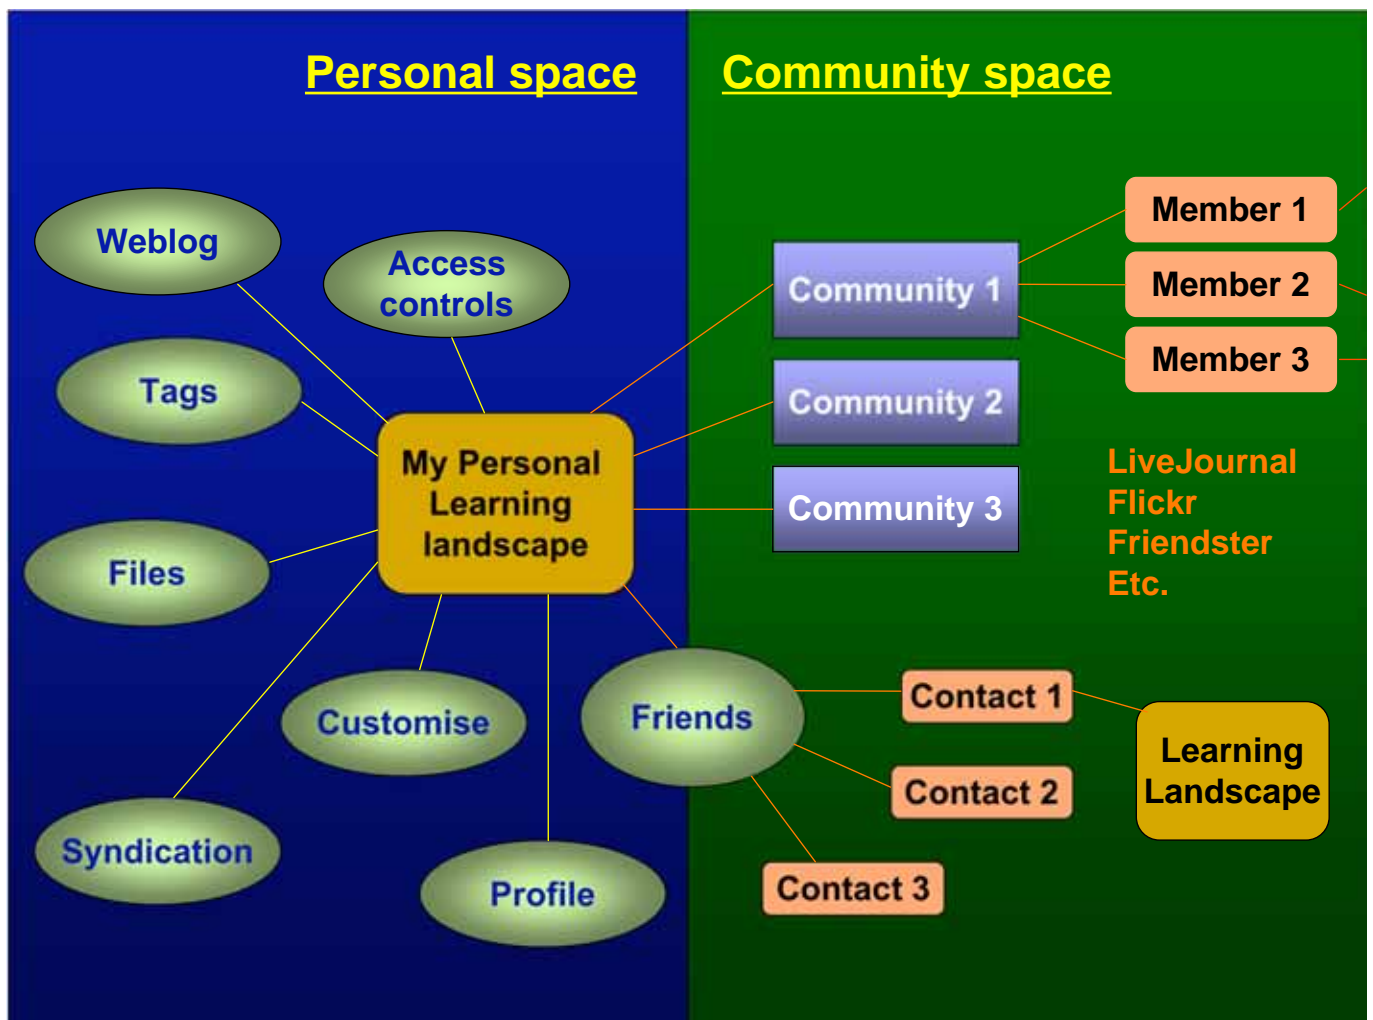 Personal space
Community space
Weblog
Access
controls
Tags
My Personal
Learning
landscape
Files
Customise
Syndication
Profile
Friends
Community 1
Community 2
Community 3
Member 1
Member 2
Member 3
LiveJournal
Flickr
Friendster
Etc.
Contact 1
Contact 2
Contact 3
Learning
Landscape